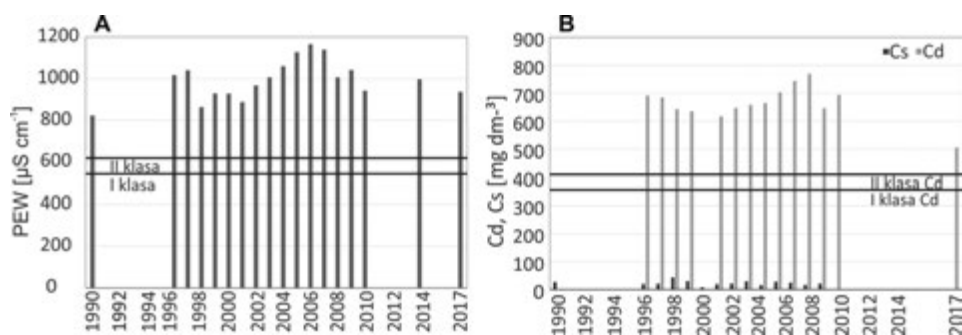 A
PEW [µS cm⁻¹]
1200
1000
800
600
400
200
0
II klasa
I klasa
1990 1992 1994 1996 1998 2000 2002 2004 2006 2008 2010 2012 2014 2017
B
Cd, Cs [mg dm-³]
900
800
700
600
500
400
300
200
100
0
Cs Cd
II klasa Cd
I klasa Cd
1990 1992 1994 1996 1998 2000 2002 2004 2006 2008 2010 2012 2014 2017